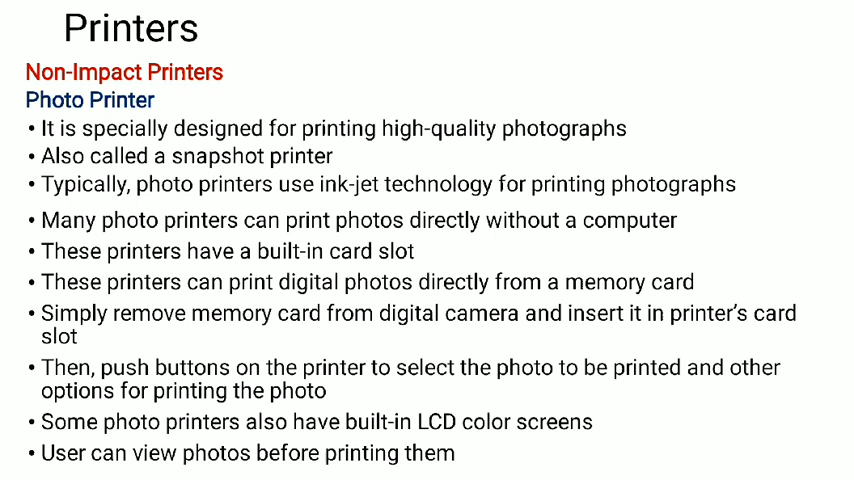 Printers
Non-Impact Printers
Photo Printer
• It is specially designed for printing high-quality photographs
• Also called a snapshot printer
• Typically, photo printers use ink-jet technology for printing photographs
• Many photo printers can print photos directly without a computer
• These printers have a built-in card slot
• These printers can print digital photos directly from a memory card
• Simply remove memory card from digital camera and insert it in printer’s card
slot
• Then, push buttons on the printer to select the photo to be printed and other
options for printing the photo
• Some photo printers also have built-in LCD color screens
• User can view photos before printing them